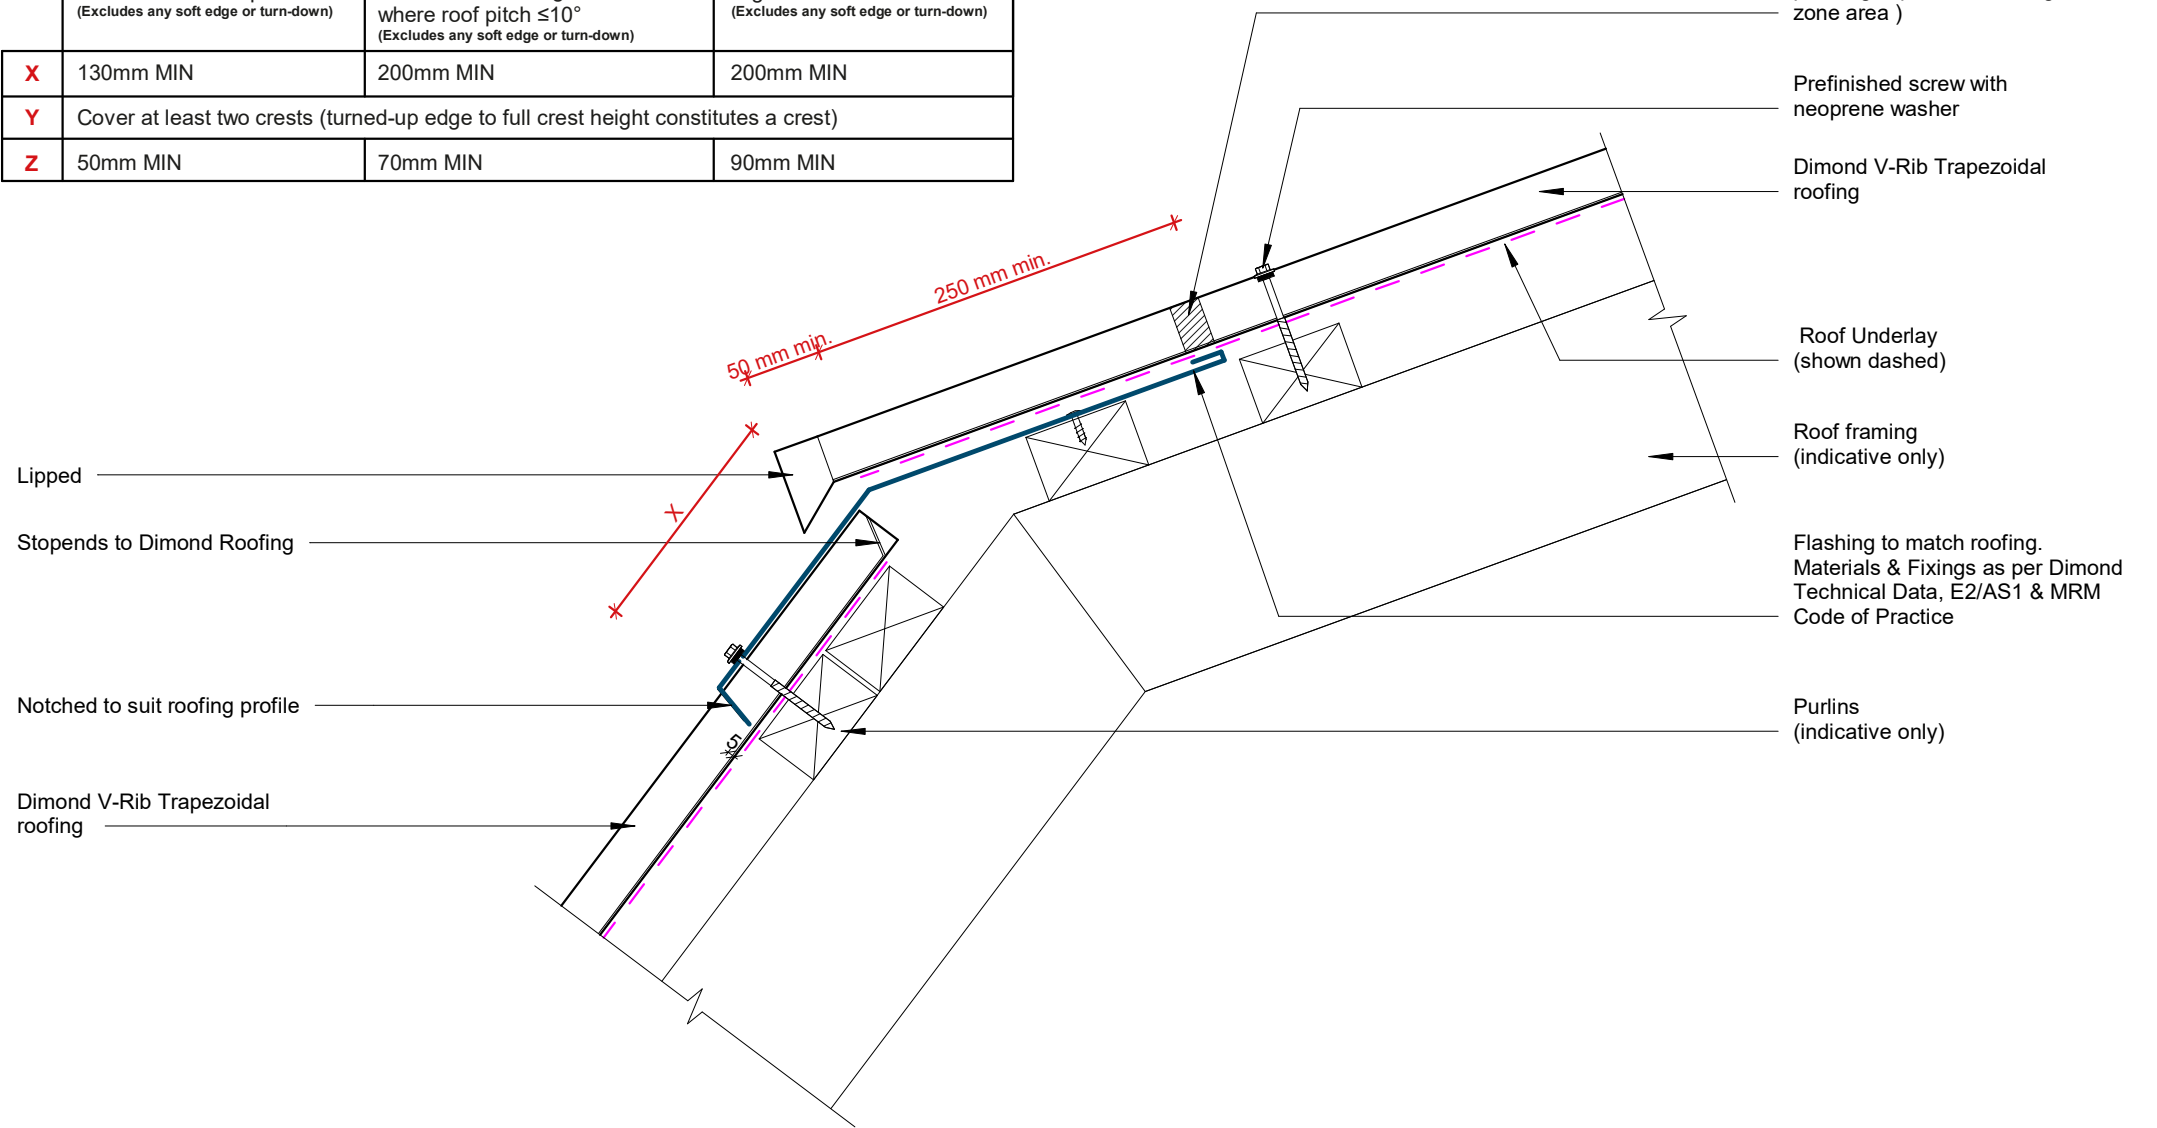 (Excludes any soft edge or turn-down)
where roof pitch ≤10°
(Excludes any soft edge or turn-down)
(Excludes any soft edge or turn-down)
X 130mm MIN 200mm MIN 200mm MIN
Y Cover at least two crests (turned-up edge to full crest height constitutes a crest)
Z 50mm MIN 70mm MIN 90mm MIN
zone area )
Prefinished screw with
neoprene washer
Dimond V-Rib Trapezoidal
roofing
250 mm min.
50 mm min.
X
Roof Underlay
(shown dashed)
Roof framing
(indicative only)
Lipped
Stopends to Dimond Roofing
Flashing to match roofing.
Materials & Fixings as per Dimond
Technical Data, E2/AS1 & MRM
Code of Practice
Notched to suit roofing profile
Purlins
(indicative only)
5
Dimond V-Rib Trapezoidal
roofing